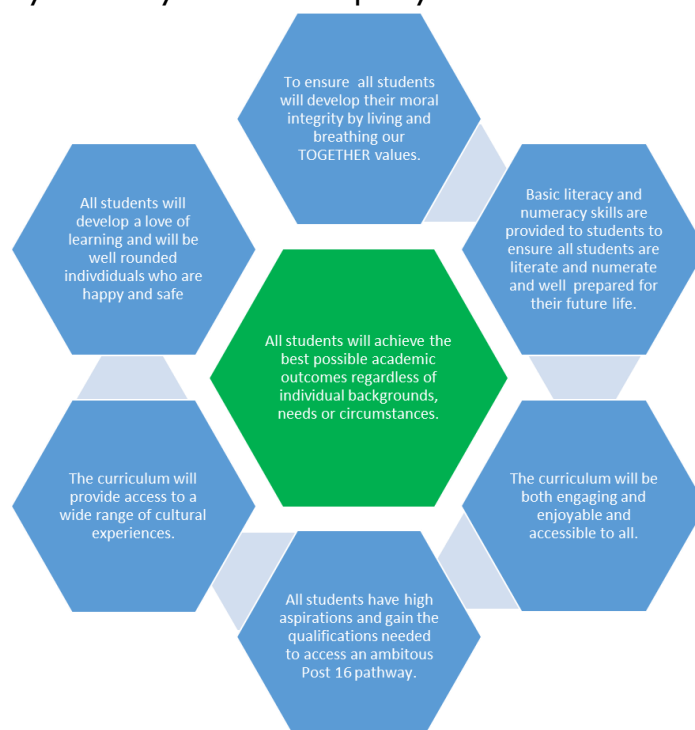 To ensure all students
will develop their moral
integrity by living and
breathing our
TOGETHER values.
Basic literacy and
numeracy skills are
provided to students to
ensure all students are
literate and numerate
and well prepared for
their future life.
The curriculum will be
both engaging and
enjoyable and
accessible to all.
All students have high
aspirations and gain the
qualifications needed
to access an ambitous
Post 16 pathway.
The curriculum will
provide access to a
wide range of cultural
experiences.
All students will
develop a love of
learning and will be
well rounded
indivdiduals who are
happy and safe
All students will achieve the
best possible academic
outcomes regardless of
individual backgrounds,
needs or circumstances.